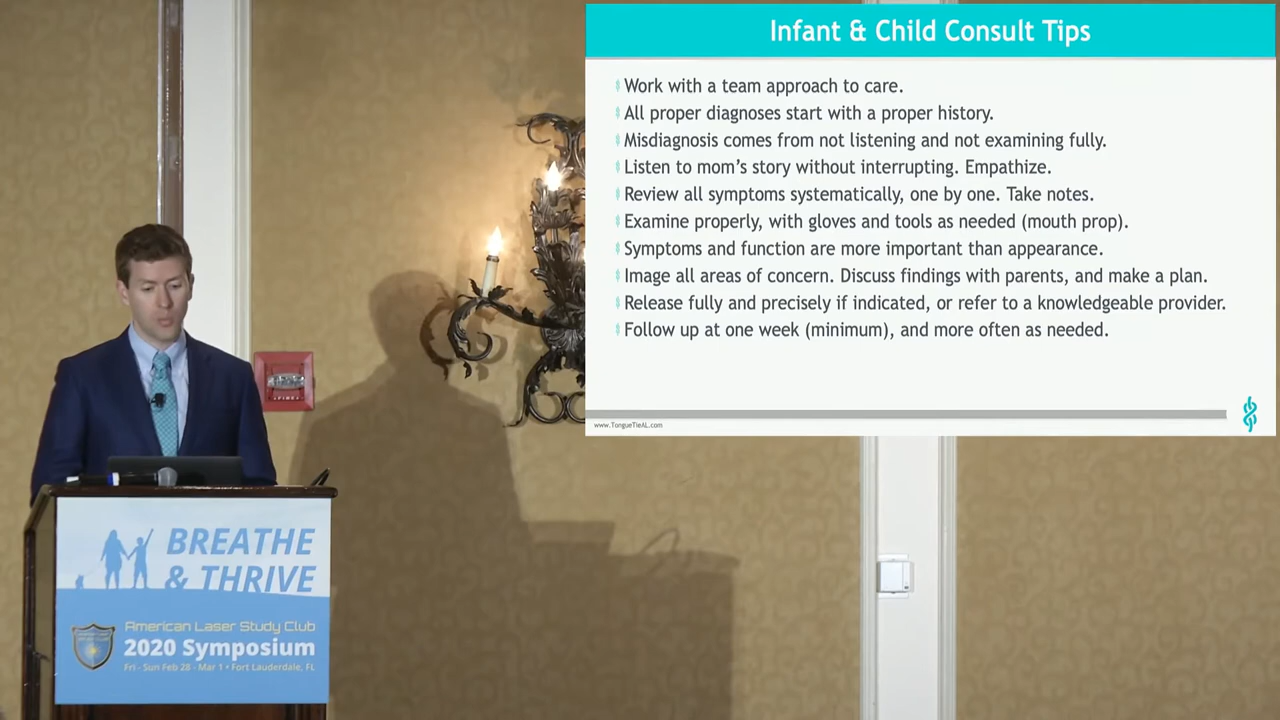 Infant & Child Consult Tips
Work with a team approach to care.
All proper diagnoses start with a proper history.
Misdiagnosis comes from not listening and not examining fully.
Listen to mom’s story without interrupting. Empathize.
Review all symptoms systematically, one by one. Take notes.
Examine properly, with gloves and tools as needed (mouth prop).
Symptoms and function are more important than appearance.
Image all areas of concern. Discuss findings with parents, and make a plan.
Release fully and precisely if indicated, or refer to a knowledgeable provider.
Follow up at one week (minimum), and more often as needed.
www.TongueTieAL.com
FIRE
BREATHE
& THRIVE
American Laser Study Club
2020 Symposium
Fri - Sun Feb 28 - Mar 1 • Fort Lauderdale, FL